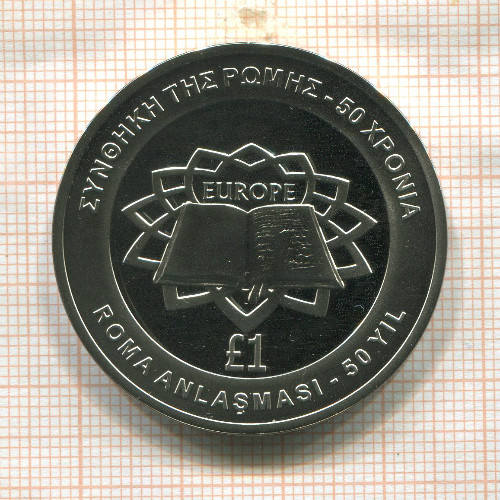 ΣΥΝΘΗΚΗ ΤΗΣ ΡΩΜΗΣ - 50 ΧΡΟΝΙΑ
EUROPE
£1
ROMA ANLAŞMASI - 50 YIL